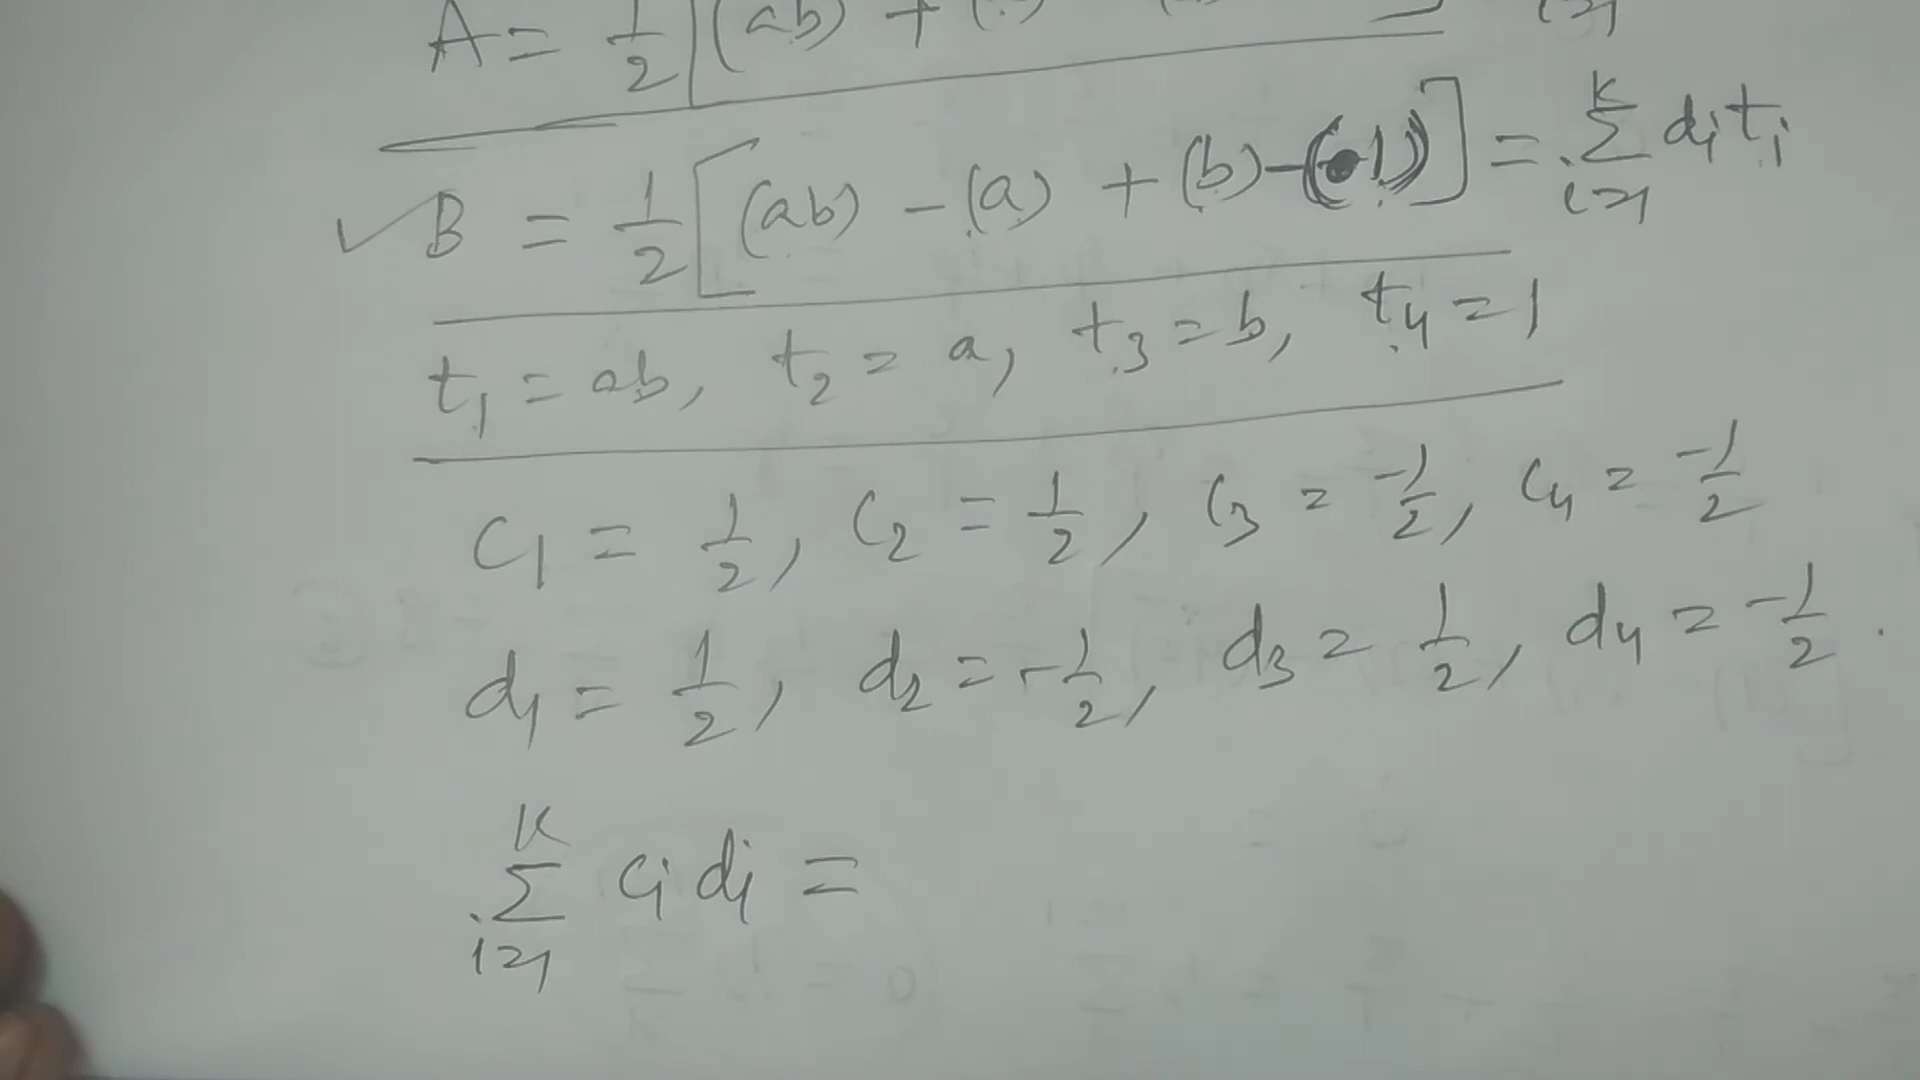 A = 1/2 [(ab) + (
i=1
✓ B = 1/2 [(ab) - (a) + (b) - (1)] = Σ_{i=1}^{K} d_i t_i
t_1 = ab, t_2 = a, t_3 = b, t_4 = 1
C_1 = 1/2, C_2 = 1/2, C_3 = -1/2, C_4 = -1/2
d_1 = 1/2, d_2 = -1/2, d_3 = 1/2, d_4 = -1/2.
Σ_{i=1}^{K} C_i d_i =